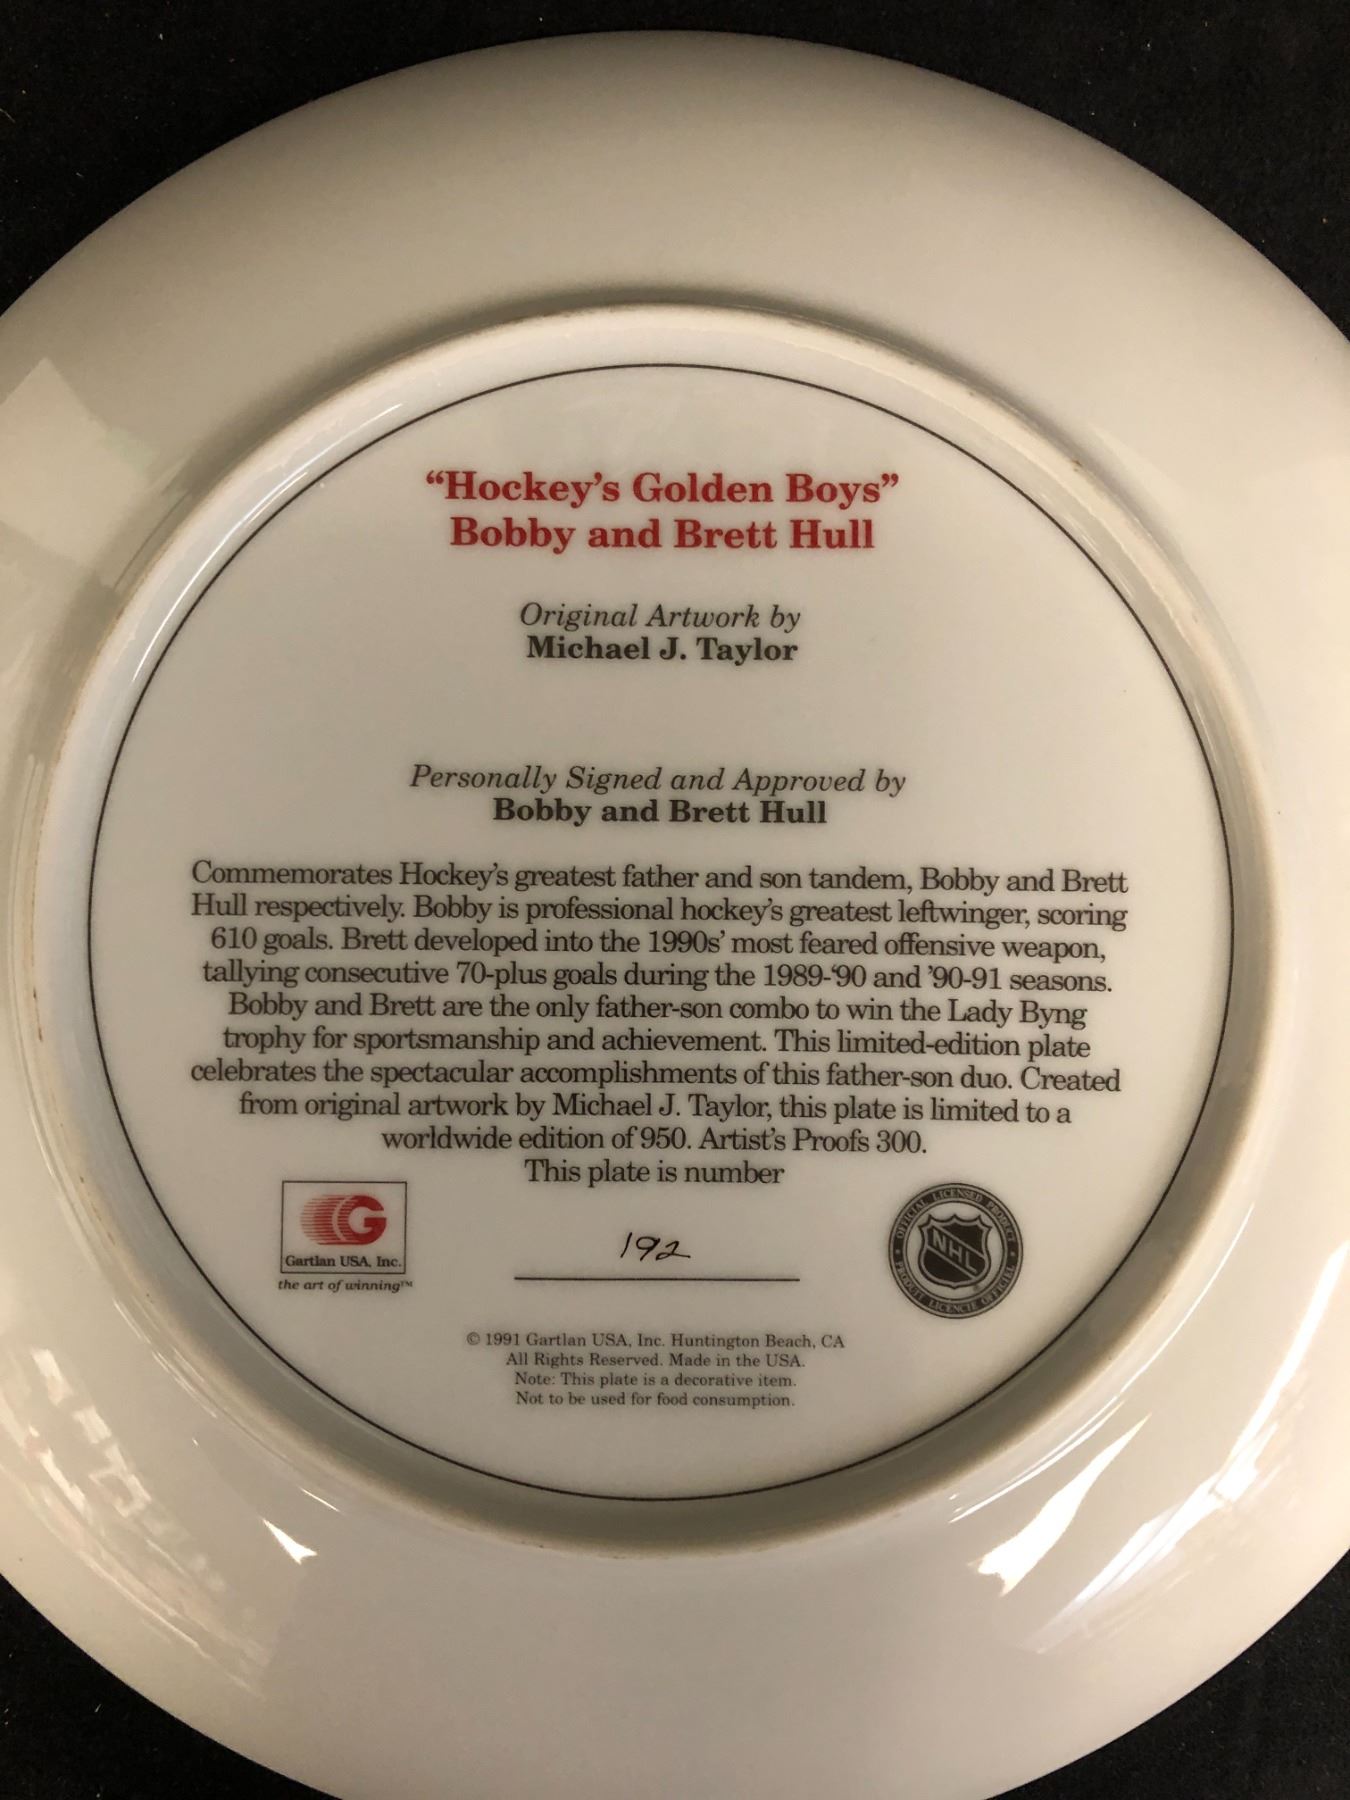 “Hockey’s Golden Boys”
Bobby and Brett Hull
Original Artwork by
Michael J. Taylor
Personally Signed and Approved by
Bobby and Brett Hull
Commemorates Hockey’s greatest father and son tandem, Bobby and Brett
Hull respectively. Bobby is professional hockey’s greatest leftwinger, scoring
610 goals. Brett developed into the 1990s’ most feared offensive weapon,
tallying consecutive 70-plus goals during the 1989-‘90 and ’90-91 seasons.
Bobby and Brett are the only father-son combo to win the Lady Byng
trophy for sportsmanship and achievement. This limited-edition plate
celebrates the spectacular accomplishments of this father-son duo. Created
from original artwork by Michael J. Taylor, this plate is limited to a
worldwide edition of 950. Artist’s Proofs 300.
This plate is number
192
G
Gartlan USA, Inc.
the art of winning™
OFFICIAL LICENSED PRODUCT
NHL
PRODUIT LICENCIE OFFICIEL
© 1991 Gartlan USA, Inc. Huntington Beach, CA
All Rights Reserved. Made in the USA.
Note: This plate is a decorative item.
Not to be used for food consumption.